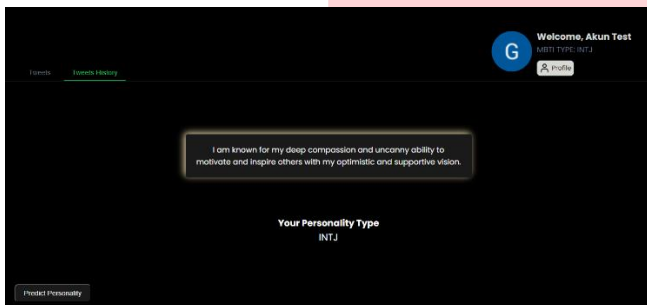 Welcome, Akun Test
MBTI TYPE: INTJ
G
Profile
Tweets
Tweets History
I am known for my deep compassion and uncanny ability to
motivate and inspire others with my optimistic and supportive vision.
Your Personality Type
INTJ
Predict Personality